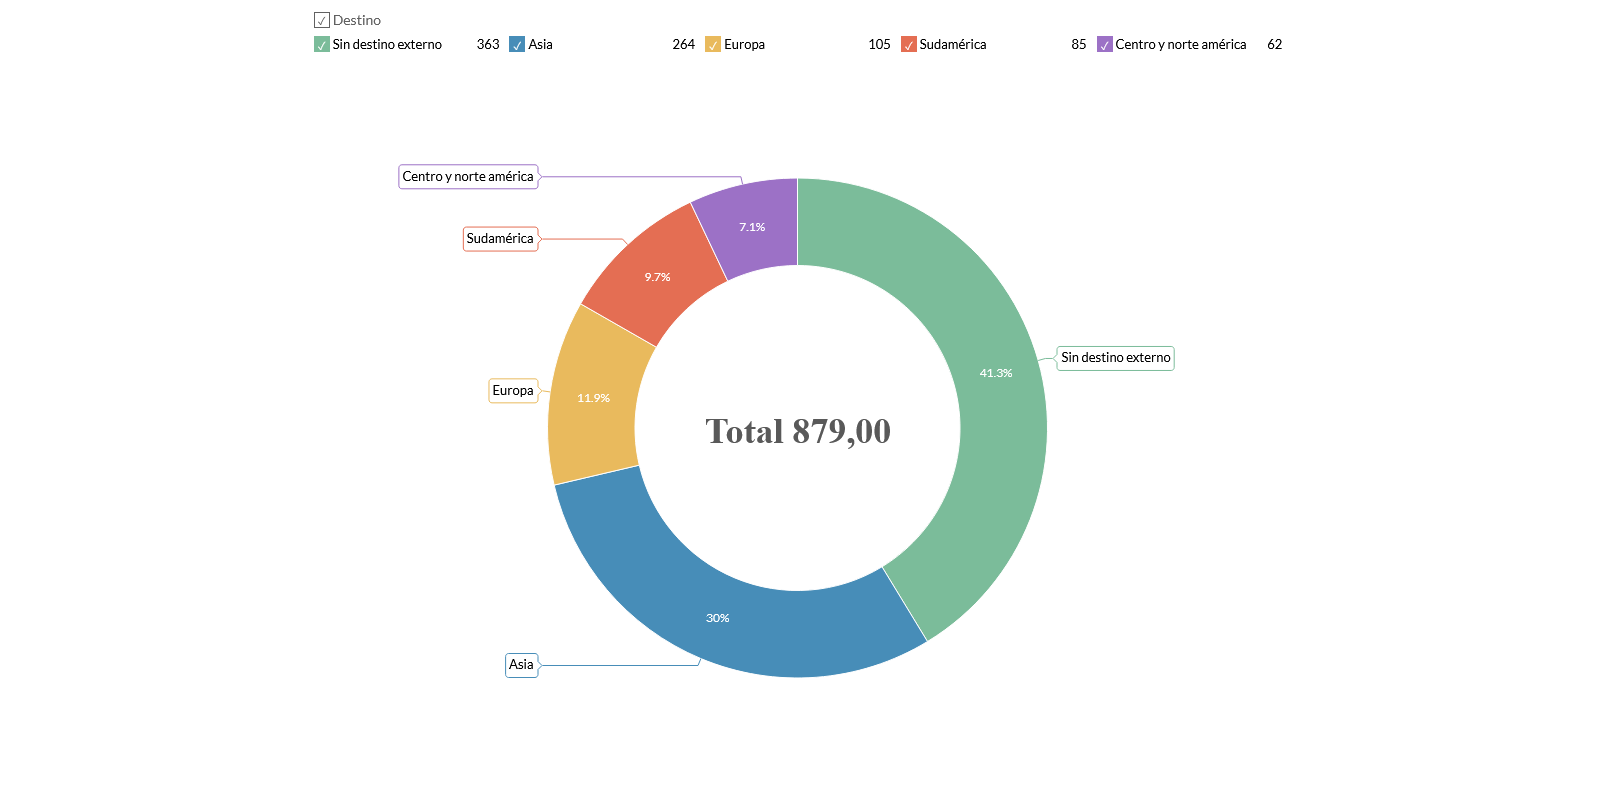 Destino
Sin destino externo 363 Asia 264 Europa 105 Sudamérica 85 Centro y norte américa 62
Centro y norte américa
7.1%
Sudamérica
9.7%
Sin destino externo
41.3%
Europa
11.9%
Total 879,00
30%
Asia